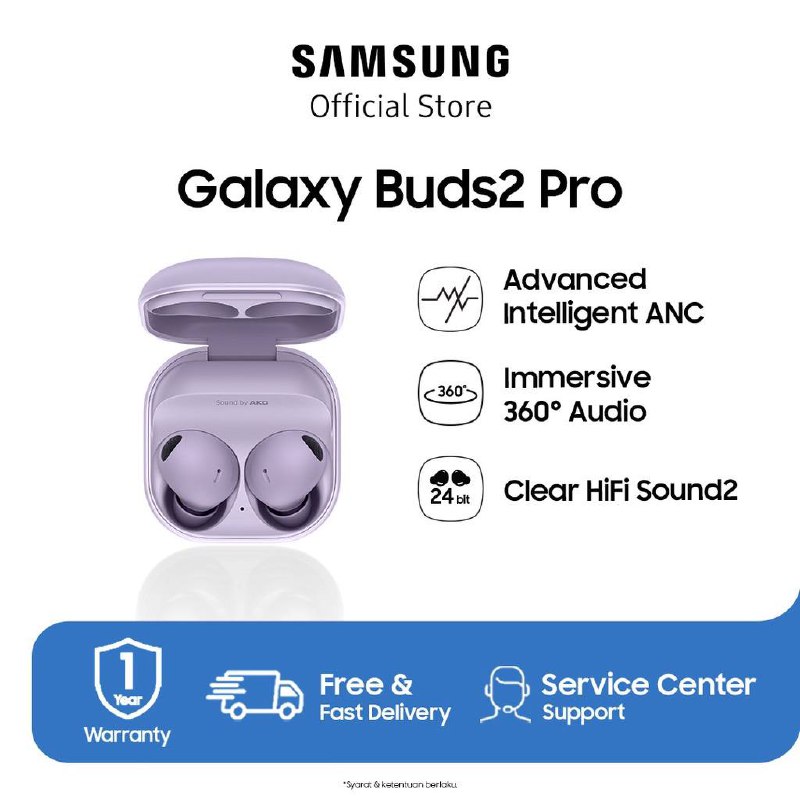 SAMSUNG
Official Store
Galaxy Buds2 Pro
Sound by AKG
Advanced
Intelligent ANC
360°
Immersive
360° Audio
24 bit
Clear HiFi Sound2
1
Year
Warranty
Free &
Fast Delivery
Service Center
Support
*Syarat & ketentuan berlaku.